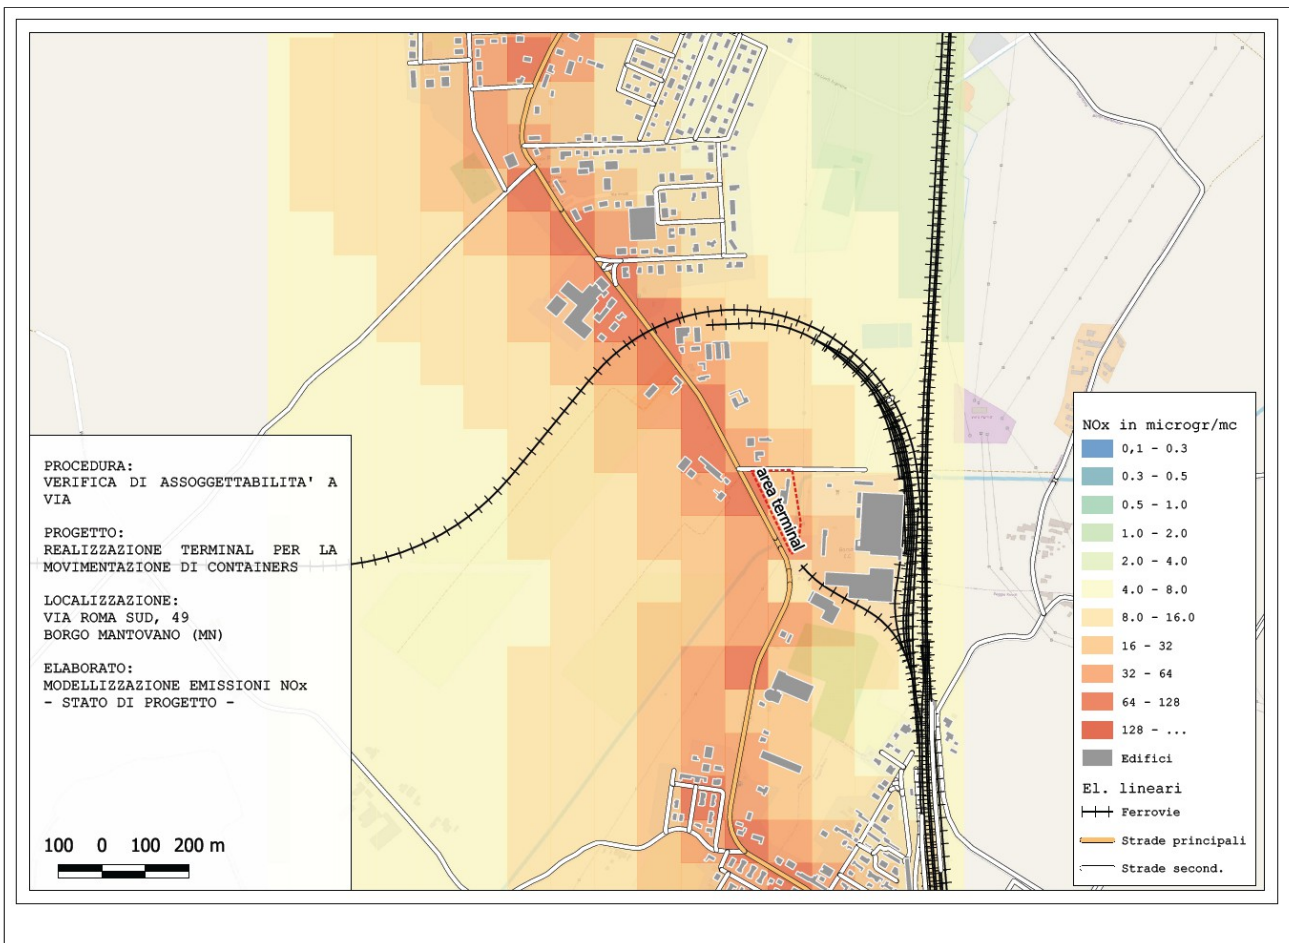 area terminal
PROCEDURA:
VERIFICA DI ASSOGGETTABILITA' A
VIA
PROGETTO:
REALIZZAZIONE TERMINAL PER LA
MOVIMENTAZIONE DI CONTAINERS
LOCALIZZAZIONE:
VIA ROMA SUD, 49
BORGO MANTOVANO (MN)
ELABORATO:
MODELLIZZAZIONE EMISSIONI NOx
- STATO DI PROGETTO -
100 0 100 200 m
NOx in microgr/mc
0,1 - 0.3
0.3 - 0.5
0.5 - 1.0
1.0 - 2.0
2.0 - 4.0
4.0 - 8.0
8.0 - 16.0
16 - 32
32 - 64
64 - 128
128 - ...
Edifici
El. lineari
Ferrovie
Strade principali
Strade second.